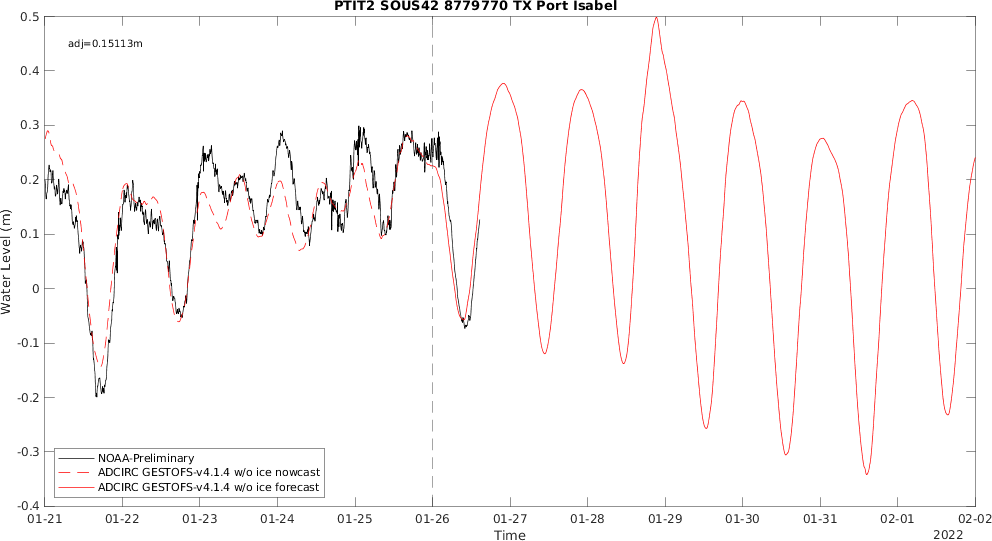 PTIT2 SOUS42 8779770 TX Port Isabel
adj=0.15113m
0.5
0.4
0.3
0.2
0.1
0
-0.1
-0.2
-0.3
-0.4
Water Level (m)
NOAA-Preliminary
ADCIRC GESTOFS-v4.1.4 w/o ice nowcast
ADCIRC GESTOFS-v4.1.4 w/o ice forecast
01-21 01-22 01-23 01-24 01-25 01-26 01-27 01-28 01-29 01-30 01-31 02-01 02-02
Time
2022